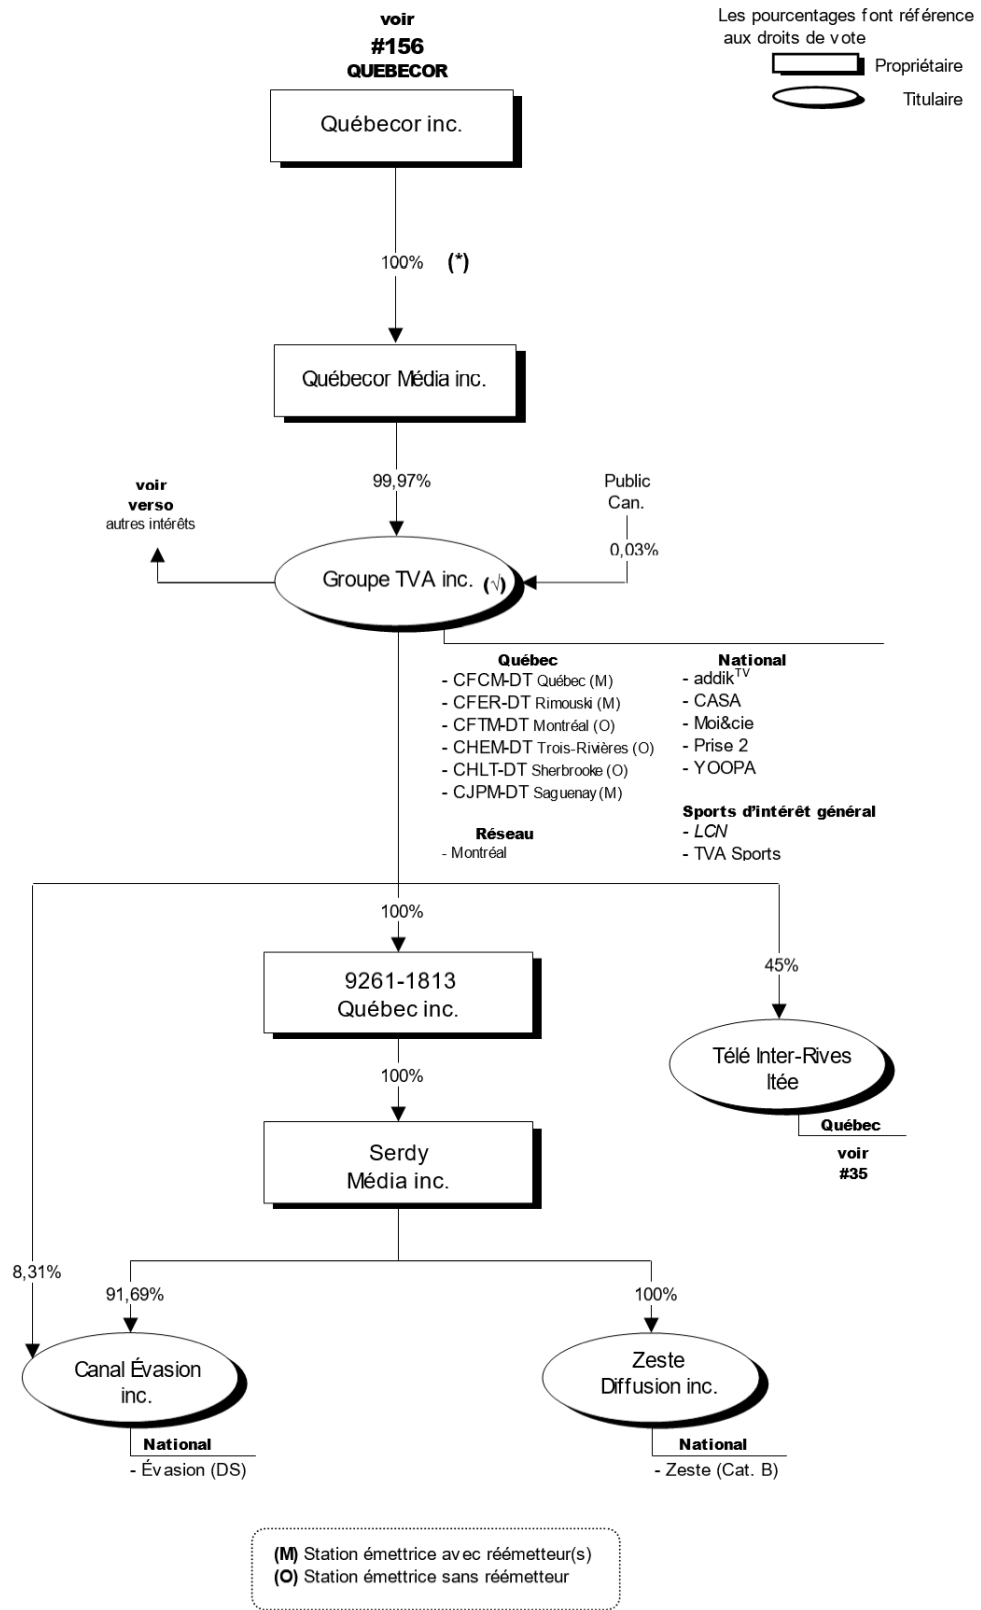 voir
#156
QUEBECOR
Les pourcentages font référence
aux droits de vote
Propriétaire
Titulaire
Québecor inc.
100% (*)
Québecor Média inc.
99,97%
voir
verso
autres intérêts
Public
Can.
0,03%
Groupe TVA inc. (√)
Québec
- CFCM-DT Québec (M)
- CFER-DT Rimouski (M)
- CFTM-DT Montréal (O)
- CHEM-DT Trois-Rivières (O)
- CHLT-DT Sherbrooke (O)
- CJPM-DT Saguenay (M)
Réseau
- Montréal
National
- addikTV
- CASA
- Moi&cie
- Prise 2
- YOOPA
Sports d'intérêt général
- LCN
- TVA Sports
100%
9261-1813
Québec inc.
45%
Télé Inter-Rives
ltée
Québec
voir
#35
100%
Serdy
Média inc.
8,31%
91,69%
100%
Canal Évasion
inc.
National
- Évasion (DS)
Zeste
Diffusion inc.
National
- Zeste (Cat. B)
(M) Station émettrice avec réémetteur(s)
(O) Station émettrice sans réémetteur